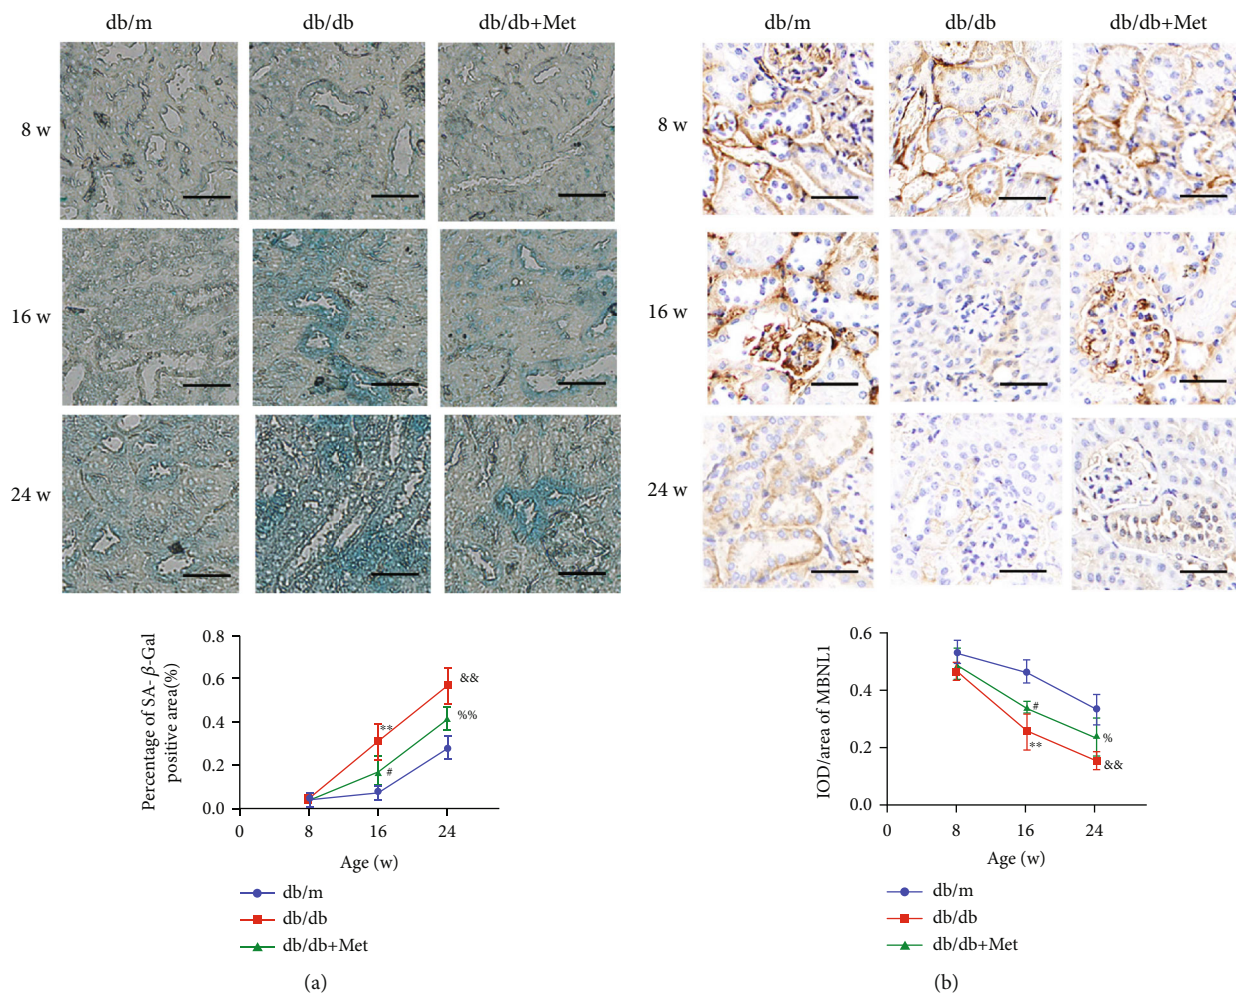 db/m db/db db/db+Met
8 w
16 w
24 w
Percentage of SA- β-Gal
positive area(%)
0.8
0.6
0.4
0.2
0.0
** # && %%
0 8 16 24
Age (w)
db/m
db/db
db/db+Met
(a)
db/m db/db db/db+Met
8 w
16 w
24 w
IOD/area of MBNL1
0.6
0.4
0.2
0.0
# ** % &&
0 8 16 24
Age (w)
db/m
db/db
db/db+Met
(b)